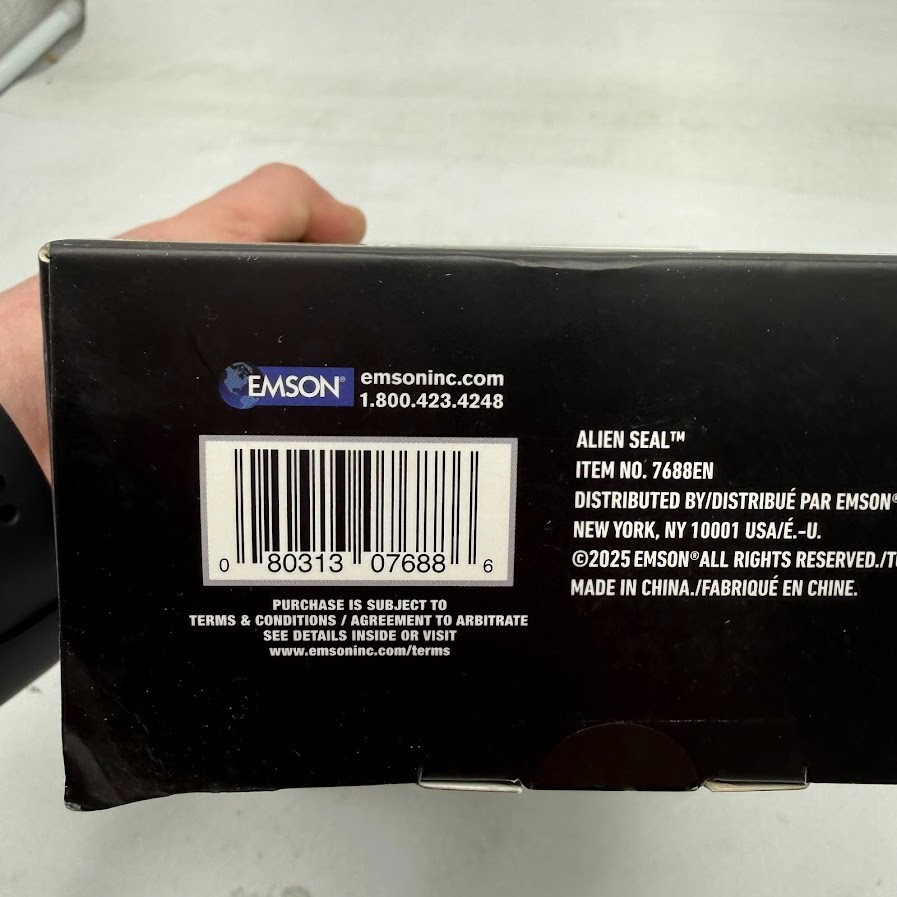 EMSON®
emsoninc.com
1.800.423.4248
0 80313 07688 6
PURCHASE IS SUBJECT TO
TERMS & CONDITIONS / AGREEMENT TO ARBITRATE
SEE DETAILS INSIDE OR VISIT
www.emsoninc.com/terms
ALIEN SEAL™
ITEM NO. 7688EN
DISTRIBUTED BY/DISTRIBUÉ PAR EMSON®
NEW YORK, NY 10001 USA/É.-U.
©2025 EMSON® ALL RIGHTS RESERVED./
MADE IN CHINA./FABRIQUÉ EN CHINE.